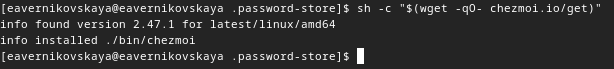 [eavernikovskaya@eavernikovskaya .password-store]$ sh -c "$(wget -qO- chezmoi.io/get)"
info found version 2.47.1 for latest/linux/amd64
info installed ./bin/chezmoi
[eavernikovskaya@eavernikovskaya .password-store]$